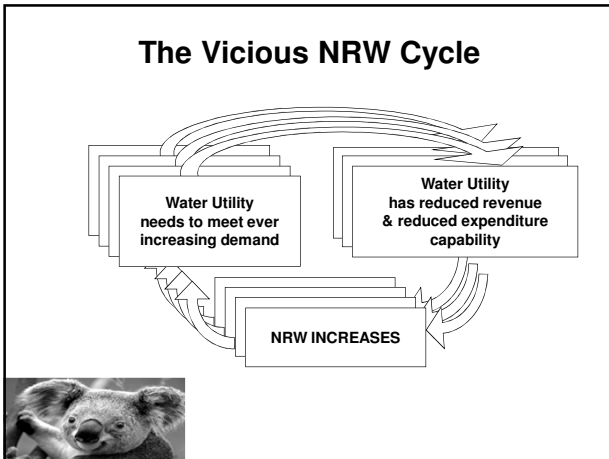 The Vicious NRW Cycle
Water Utility
needs to meet ever
increasing demand
Water Utility
has reduced revenue
& reduced expenditure
capability
NRW INCREASES